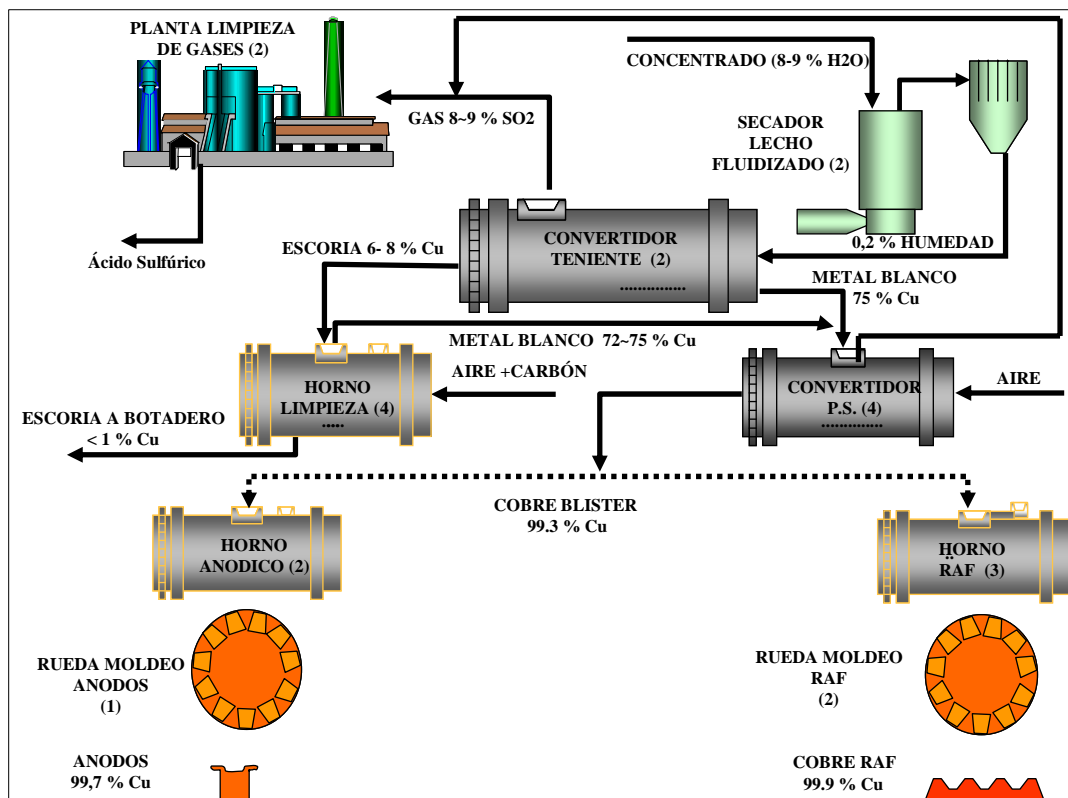 PLANTA LIMPIEZA
DE GASES (2)
CONCENTRADO (8-9 % H2O)
GAS 8~9 % SO2
SECADOR
LECHO
FLUIDIZADO (2)
Ácido Sulfúrico
ESCORIA 6- 8 % Cu
CONVERTIDOR
TENIENTE (2)
0,2 % HUMEDAD
METAL BLANCO
75 % Cu
METAL BLANCO 72~75 % Cu
AIRE +CARBÓN
HORNO
LIMPIEZA (4)
CONVERTIDOR
P.S. (4)
AIRE
ESCORIA A BOTADERO
< 1 % Cu
COBRE BLISTER
99.3 % Cu
HORNO
ANODICO (2)
HORNO
RAF (3)
RUEDA MOLDEO
ANODOS
(1)
RUEDA MOLDEO
RAF
(2)
ANODOS
99,7 % Cu
COBRE RAF
99.9 % Cu